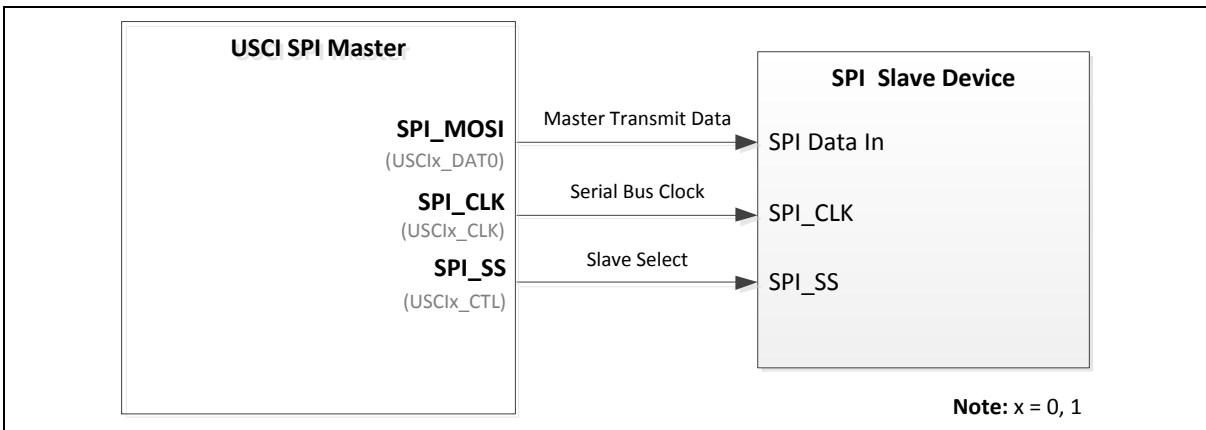 USCI SPI Master
SPI_MOSI
(USCIx_DAT0)
SPI_CLK
(USCIx_CLK)
SPI_SS
(USCIx_CTL)
Master Transmit Data
Serial Bus Clock
Slave Select
SPI Slave Device
SPI Data In
SPI_CLK
SPI_SS
Note: x = 0, 1